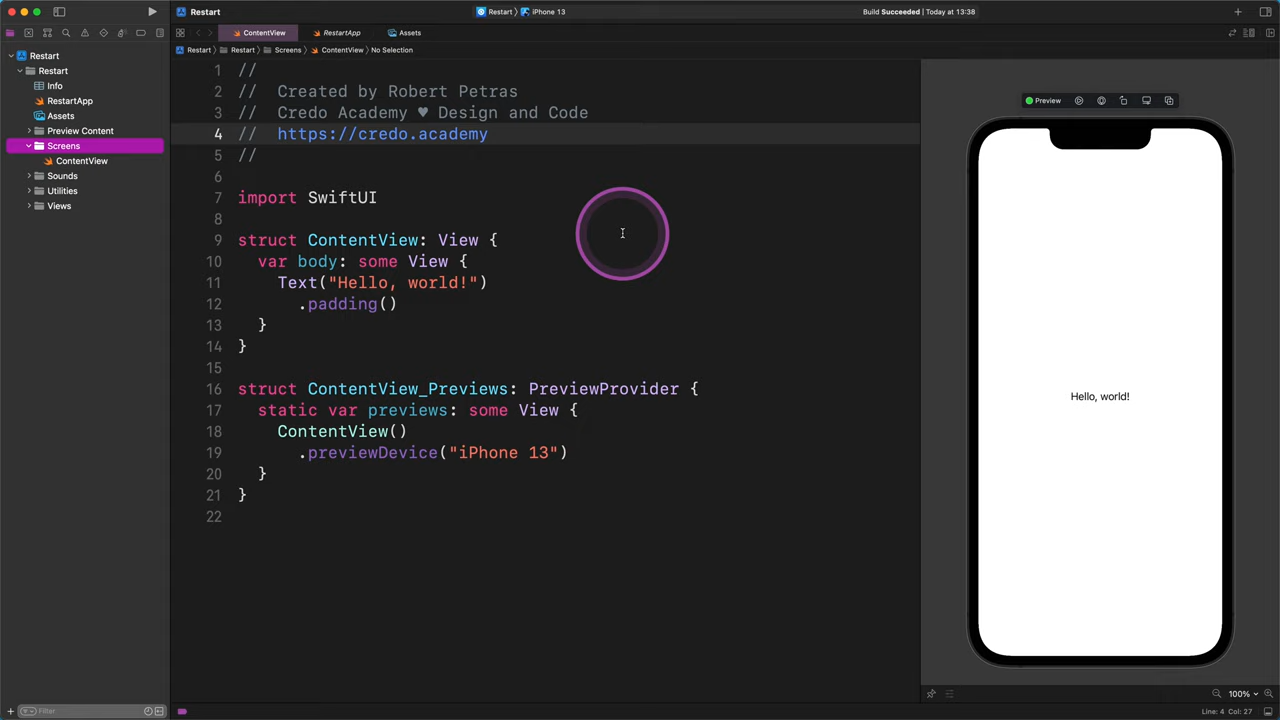 Restart
Restart 〉 iPhone 13
Build Succeeded | Today at 13:38
ContentView
RestartApp
Assets
Restart 〉 Restart 〉 Screens 〉 ContentView 〉 No Selection
Restart
Restart
Info
RestartApp
Assets
Preview Content
Screens
ContentView
Sounds
Utilities
Views
1 //
2 // Created by Robert Petras
3 // Credo Academy ♥ Design and Code
4 // https://credo.academy
5 //
6
7 import SwiftUI
8
9 struct ContentView: View {
10 var body: some View {
11 Text("Hello, world!")
12 .padding()
13 }
14 }
15
16 struct ContentView_Previews: PreviewProvider {
17 static var previews: some View {
18 ContentView()
19 .previewDevice("iPhone 13")
20 }
21 }
22
Preview
Hello, world!
Filter
100%
Line: 4 Col: 27